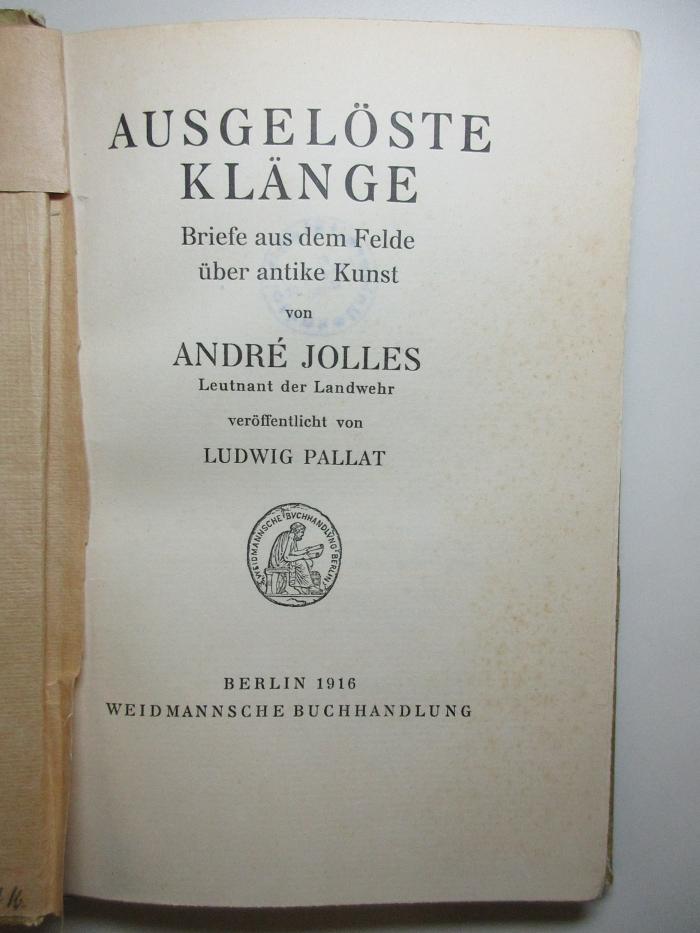 AUSGELÖSTE
KLÄNGE
Briefe aus dem Felde
über antike Kunst
von
ANDRÉ JOLLES
Leutnant der Landwehr
veröffentlicht von
LUDWIG PALLAT
WEIDMANNSCHE BVCHHANDLVNG BERLIN
BERLIN 1916
WEIDMANNSCHE BUCHHANDLUNG